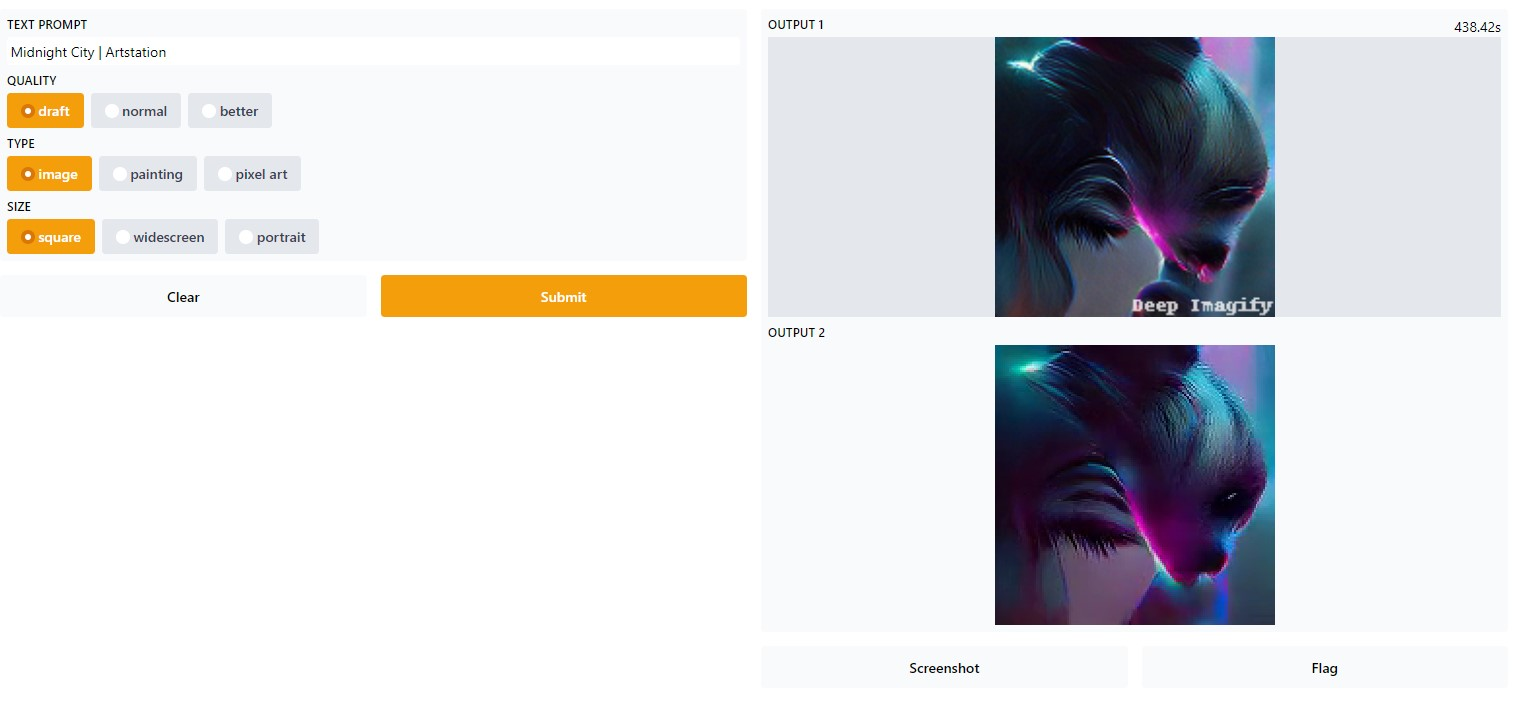 TEXT PROMPT
Midnight City | Artstation
QUALITY
draft normal better
TYPE
image painting pixel art
SIZE
square widescreen portrait
Clear Submit
OUTPUT 1 438.42s
Deep Imagify
OUTPUT 2
Screenshot Flag